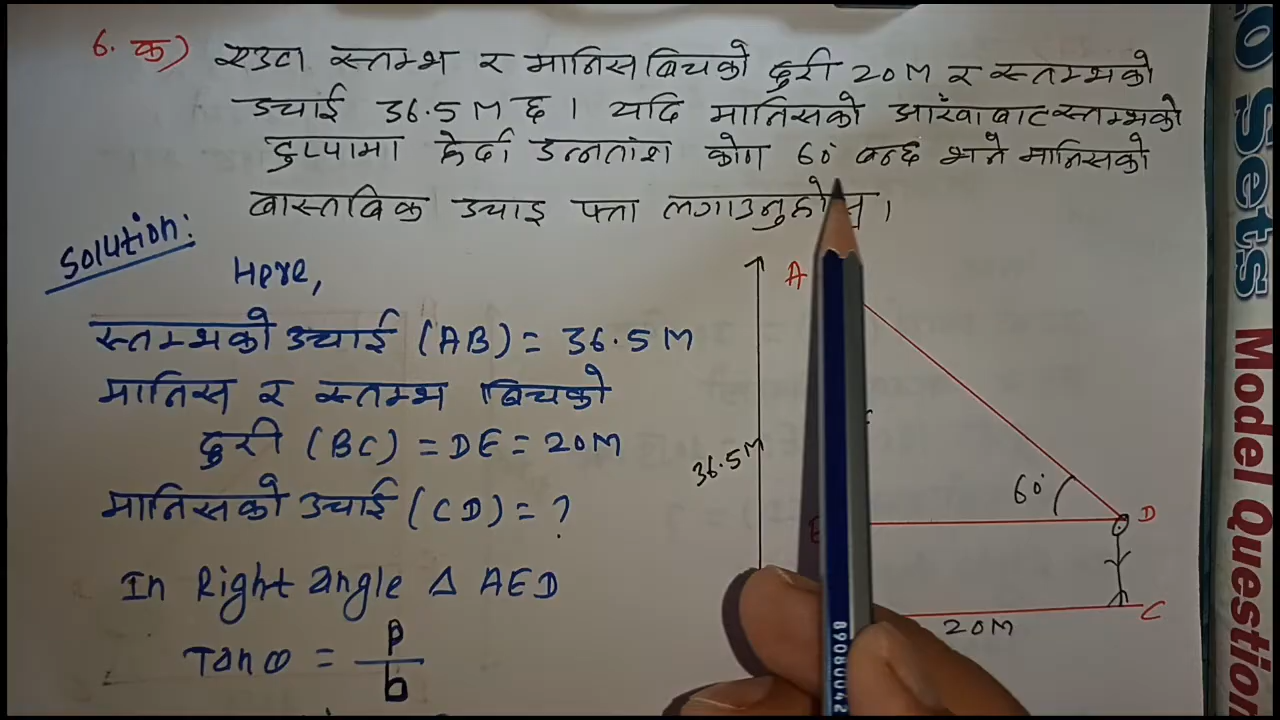 6. क) एउटा स्तम्भ र मानिस बिचको दुरी 20M र स्तम्भको
उचाई 36.5M छ । यदि मानिसको आँखाबाट स्तम्भको
टुप्पामा हेर्दा उन्नतांश कोण 60° बन्छ भने मानिसको
बास्तबिक उचाइ पत्ता लगाउनुहोस् ।
Solution:
Here,
स्तम्भको उचाई (AB) = 36.5M
मानिस र स्तम्भ बिचको
दुरी (BC) = DE = 20M
मानिसको उचाई (CD) = ?
In Right angle Δ AED
Tanθ = p/b
A
36.5M
60°
E
D
C
20M
Sets Model Question
89080042